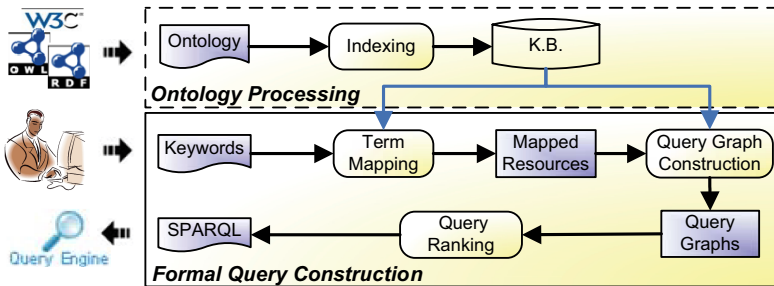 W3C
OWL
RDF
Ontology
Indexing
K.B.
Ontology Processing
Keywords
Term
Mapping
Mapped
Resources
Query Graph
Construction
SPARQL
Query
Ranking
Query
Graphs
Query Engine
Formal Query Construction